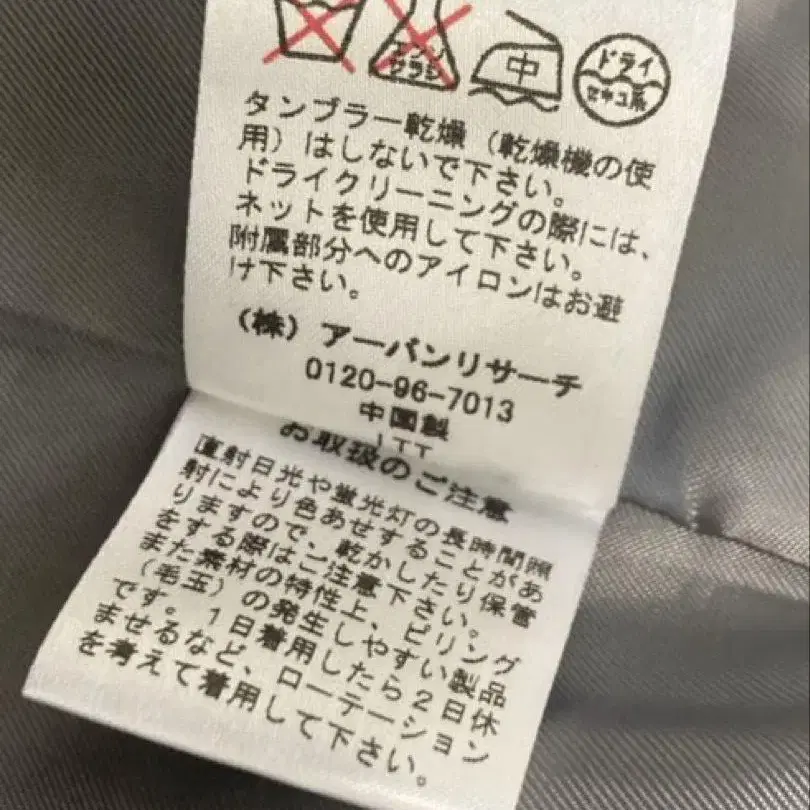 エンソ
サラシ
中
ドライ
セキユ系
タンブラー乾燥（乾燥機の使
用）はしないで下さい。
ドライクリーニングの際には、
ネットを使用して下さい。
附属部分へのアイロンはお避
け下さい。
（株）アーバンリサーチ
0120-96-7013
中国製
お取扱のご注意
直射日光や蛍光灯の長時間照
射により色あせすることがあ
りますので、乾かしたり保管
をする際はご注意下さい。
また素材の特性上、ピリング
（毛玉）の発生しやすい製品
です。１日着用したら２日休
ませるなど、ローテーション
を考えて着用して下さい。